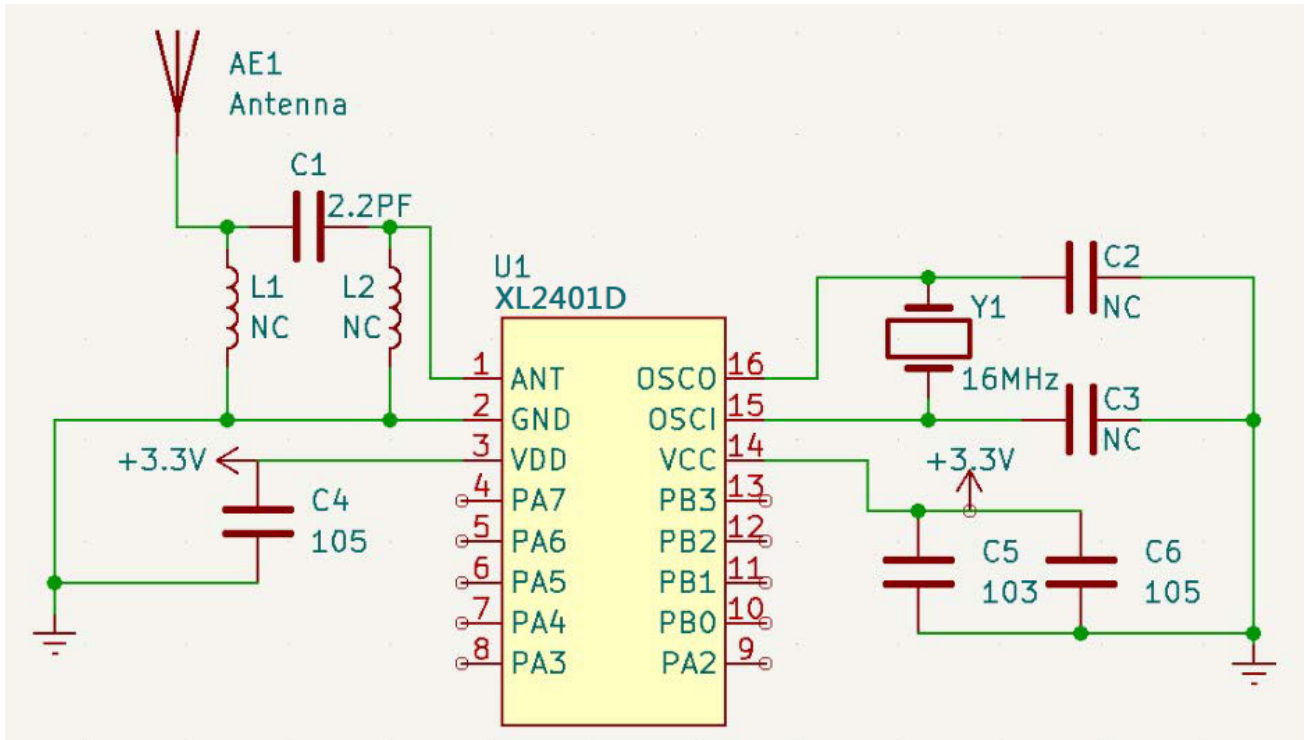 AE1
Antenna
C1
2.2PF
L1
NC
L2
NC
U1
XL2401D
1 ANT
2 GND
3 VDD
4 PA7
5 PA6
6 PA5
7 PA4
8 PA3
OSCO 16
OSCI 15
VCC 14
PB3 13
PB2 12
PB1 11
PB0 10
PA2 9
+3.3V
C4
105
Y1
16MHz
C2
NC
C3
NC
+3.3V
C5
103
C6
105